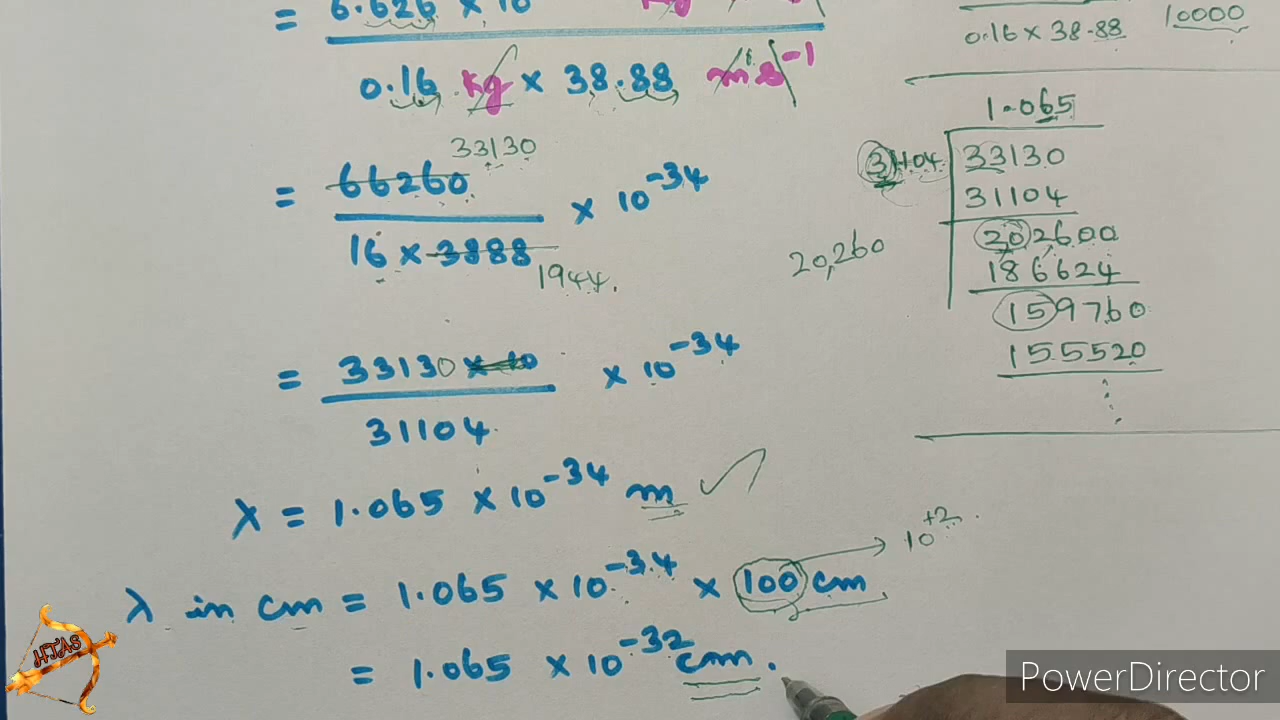 = 6.626 × 10 kg
0.16 kg × 38.88 m s⁻¹
33130
= 66260 × 10⁻³⁴
16 × 3888
1944.
= 33130 × 10 × 10⁻³⁴
31104
λ = 1.065 × 10⁻³⁴ m ✓
λ in cm = 1.065 × 10⁻³⁴ × 100 cm → 10⁺²
= 1.065 × 10⁻³² cm.
0.16 × 38.88
10000
1.065
31104 33130
31104
202600
186624
159760
155520
20,260
HTAS
PowerDirector